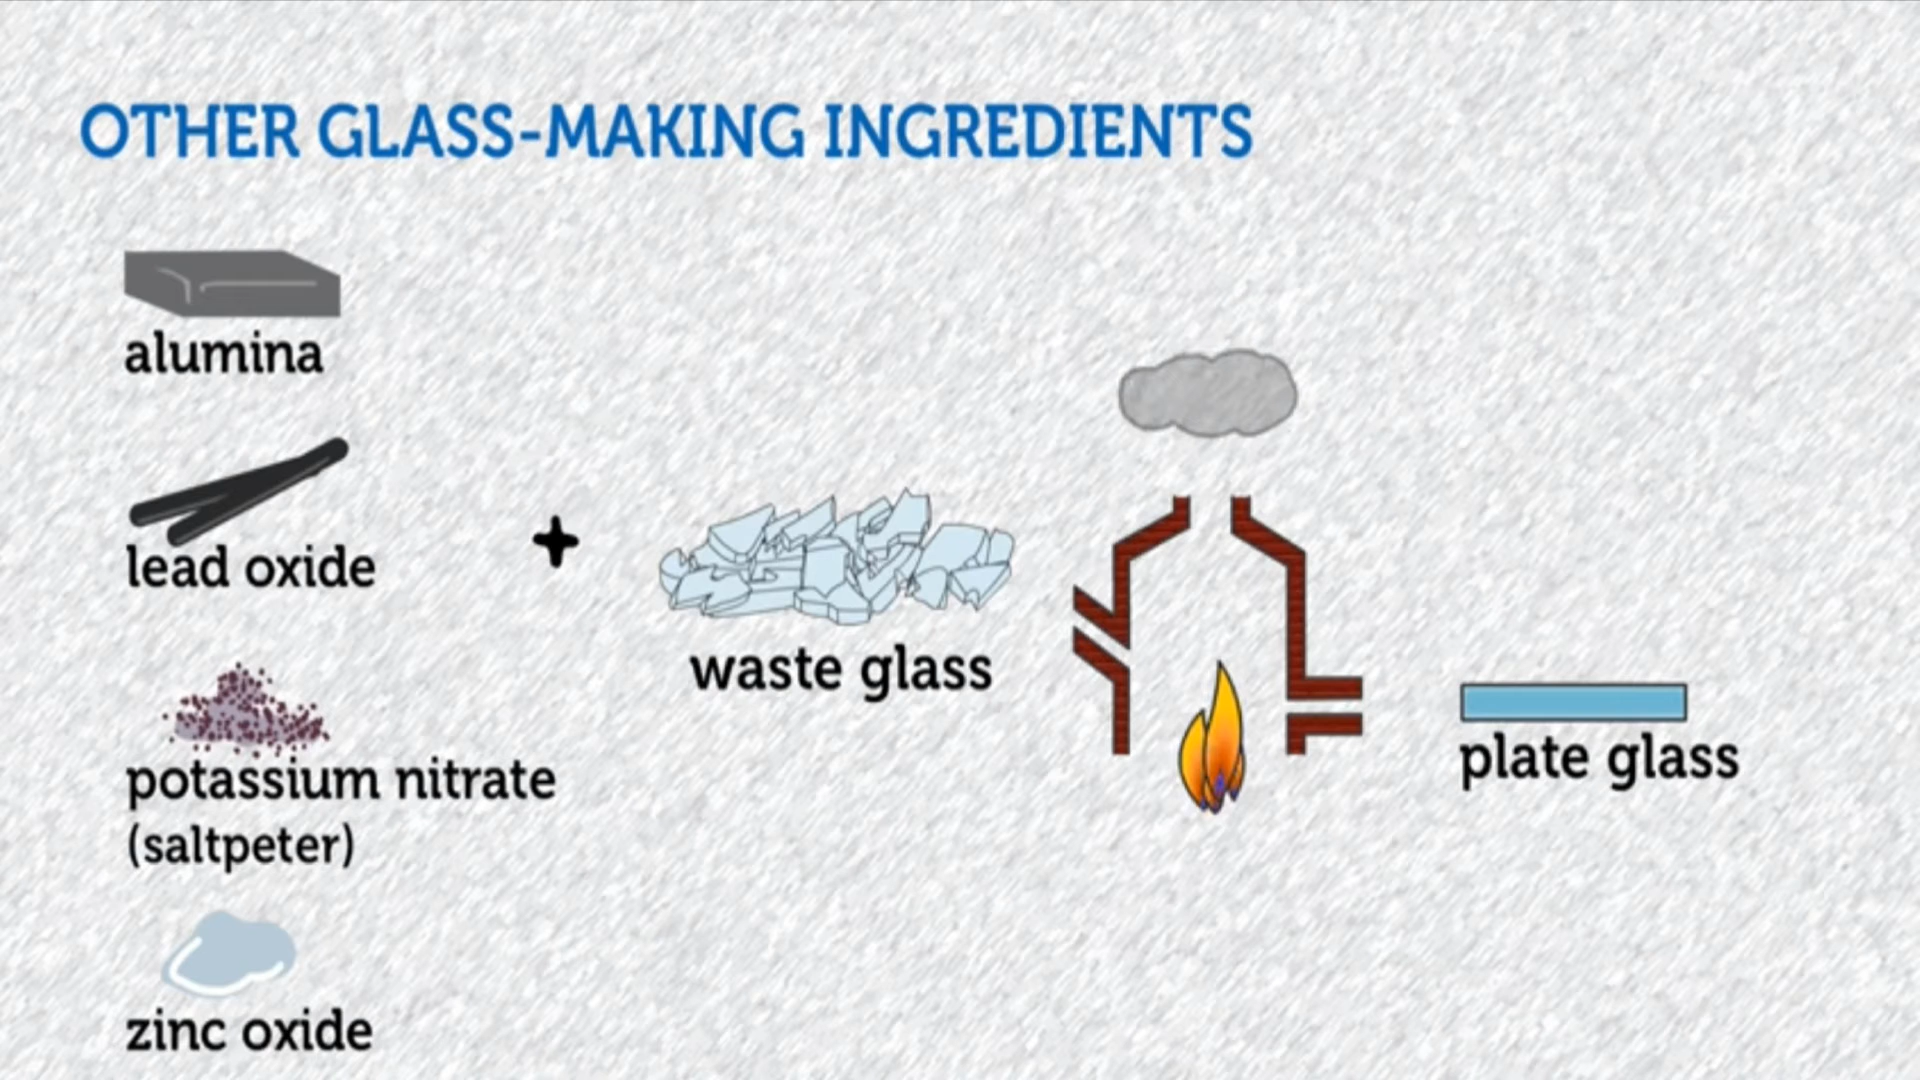 OTHER GLASS-MAKING INGREDIENTS
alumina
lead oxide
+
waste glass
potassium nitrate
(saltpeter)
plate glass
zinc oxide